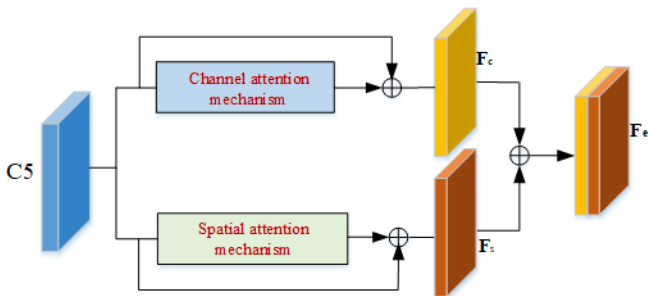 C5
Channel attention
mechanism
Fc
Spatial attention
mechanism
Fs
Fe